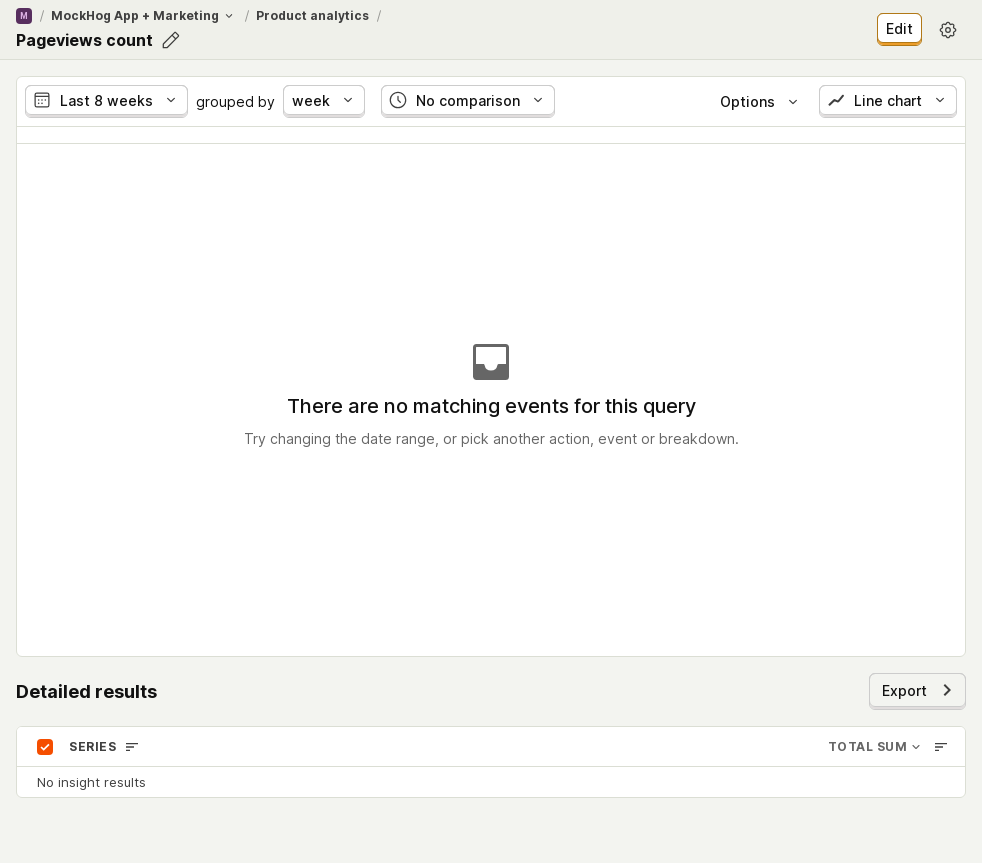 M / MockHog App + Marketing / Product analytics /
Pageviews count
Edit
Last 8 weeks grouped by week No comparison Options Line chart
There are no matching events for this query
Try changing the date range, or pick another action, event or breakdown.
Detailed results
Export
SERIES TOTAL SUM
No insight results